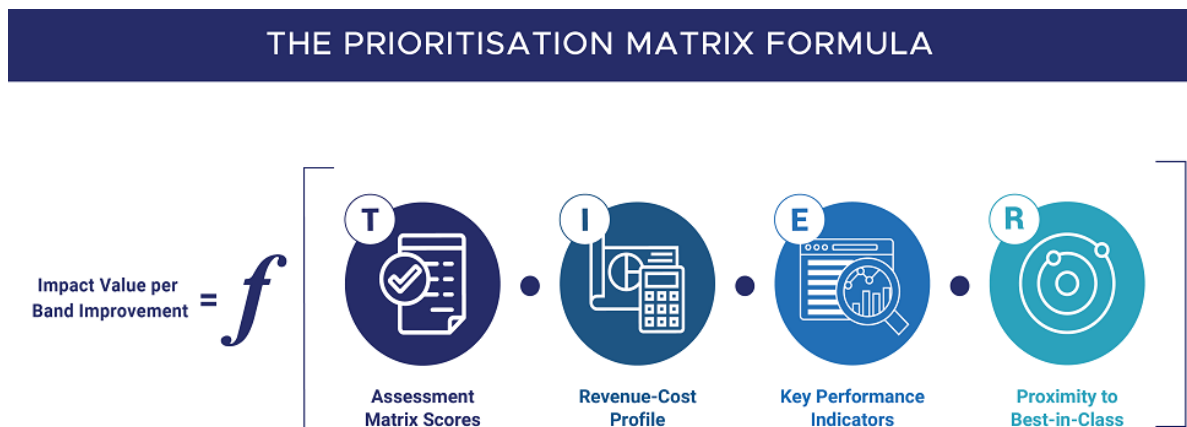 THE PRIORITISATION MATRIX FORMULA
T
I
E
R
Impact Value per
Band Improvement
= f
Assessment
Matrix Scores
Revenue-Cost
Profile
Key Performance
Indicators
Proximity to
Best-in-Class